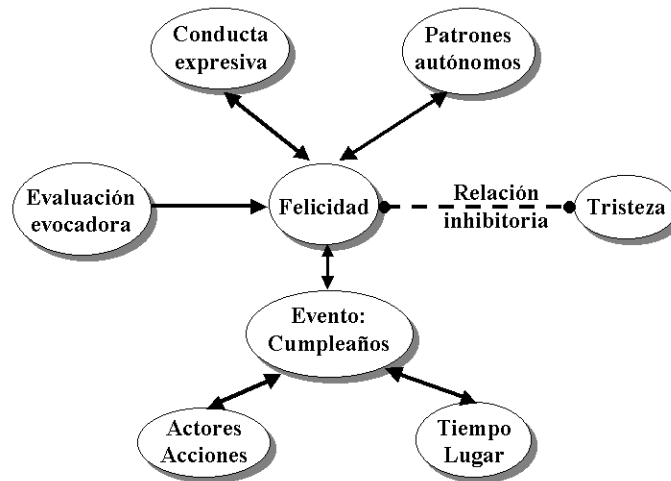 Conducta
expresiva
Patrones
autónomos
Evaluación
evocadora
Felicidad
Relación
inhibitoria
Tristeza
Evento:
Cumpleaños
Actores
Acciones
Tiempo
Lugar